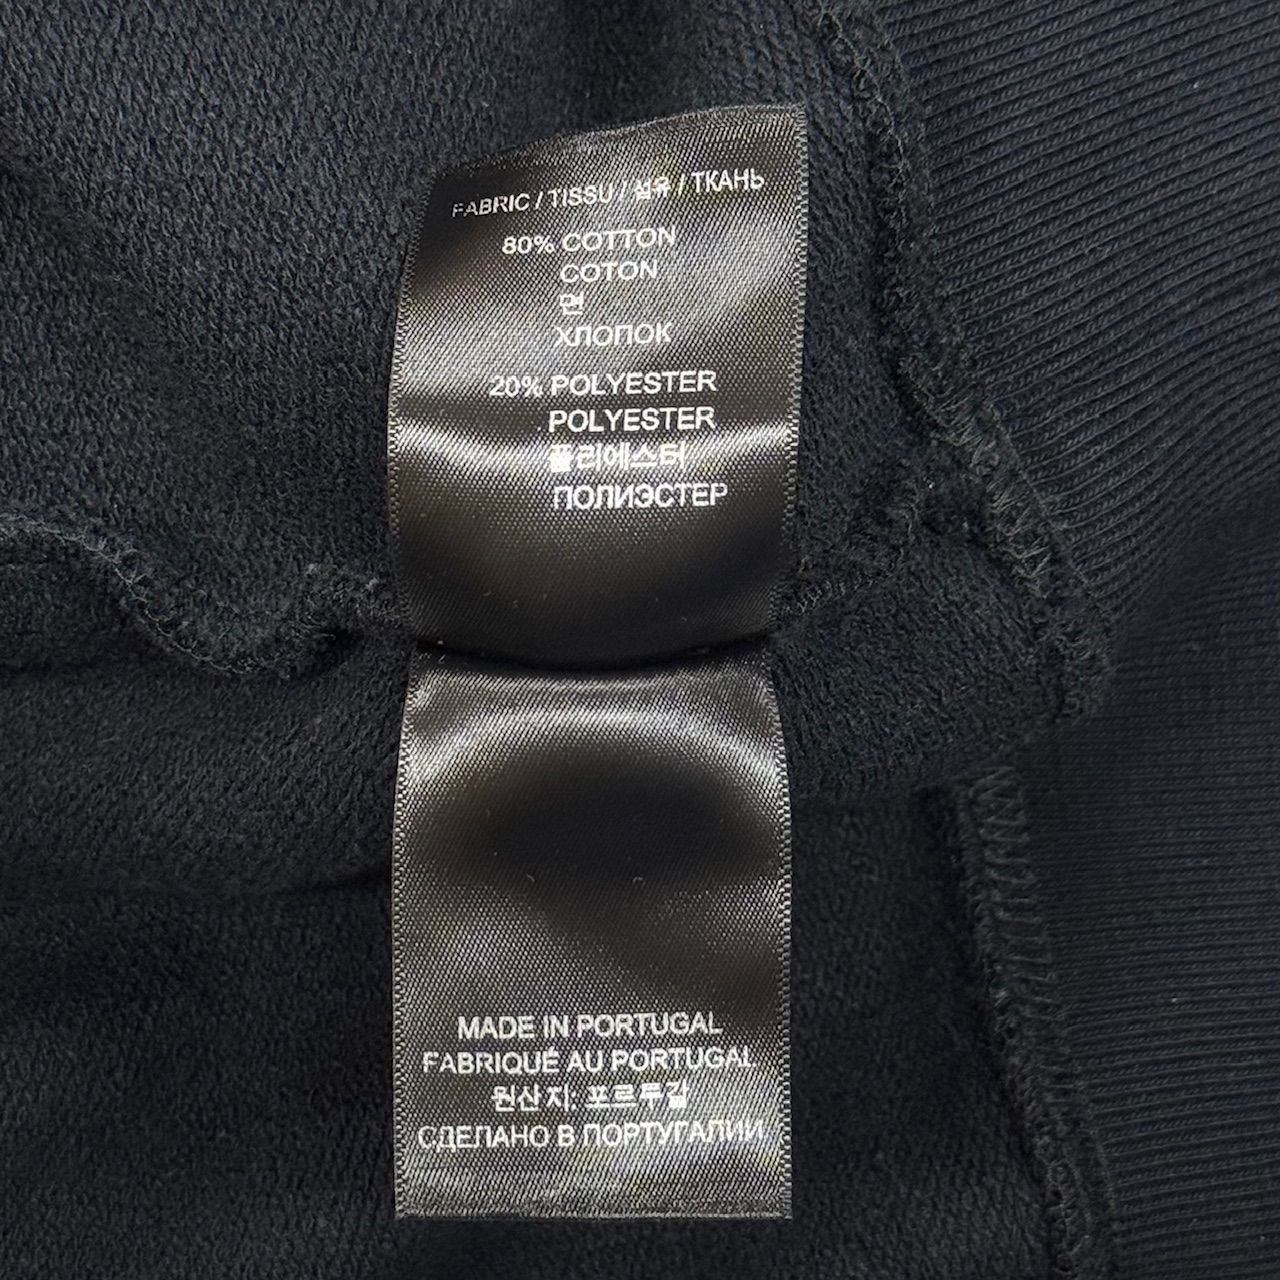 FABRIC / TISSU / 섬유 / ТКАНЬ
80% COTTON
COTON
면
ХЛОПОК
20% POLYESTER
POLYESTER
폴리에스터
ПОЛИЭСТЕР
MADE IN PORTUGAL
FABRIQUÉ AU PORTUGAL
원산지: 포르투갈
СДЕЛАНО В ПОРТУГАЛИИ